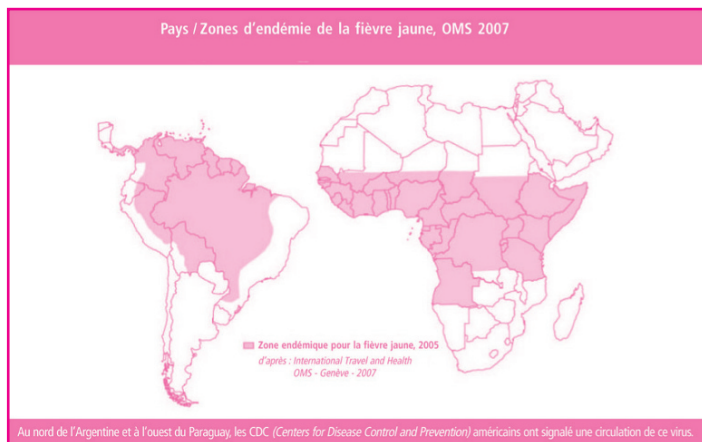 Pays / Zones d'endémie de la fièvre jaune, OMS 2007
Zone endémique pour la fièvre jaune, 2005
d'après : International Travel and Health
OMS - Genève - 2007
Au nord de l'Argentine et à l'ouest du Paraguay, les CDC (Centers for Disease Control and Prevention) américains ont signalé une circulation de ce virus.